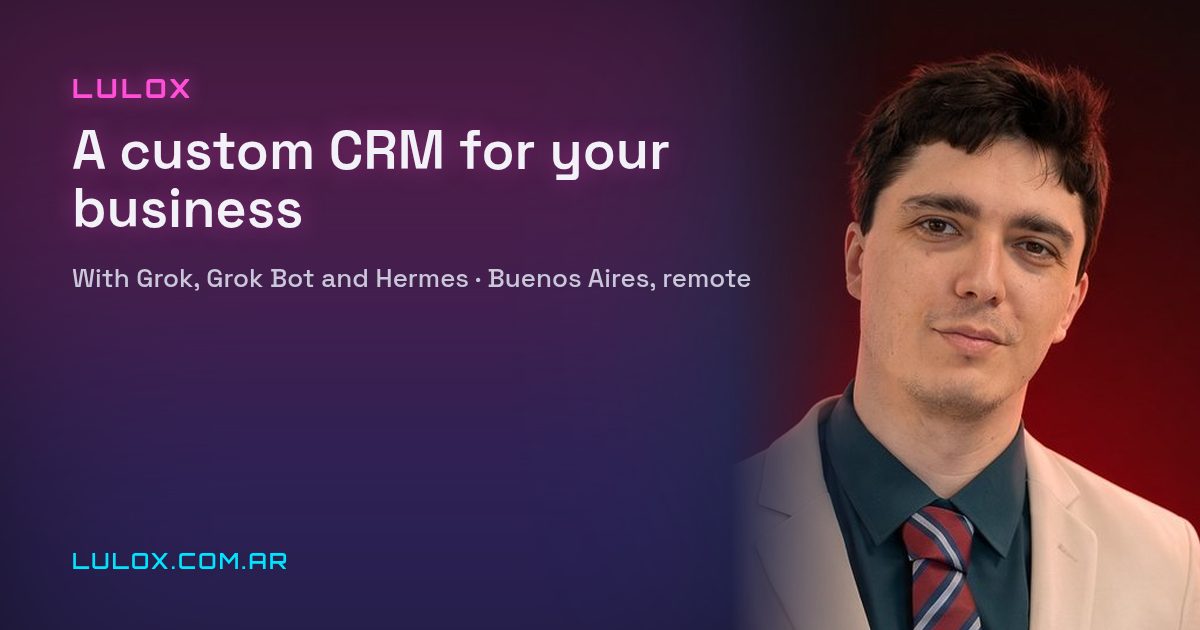 LULOX
A custom CRM for your
business
With Grok, Grok Bot and Hermes · Buenos Aires, remote
LULOX.COM.AR